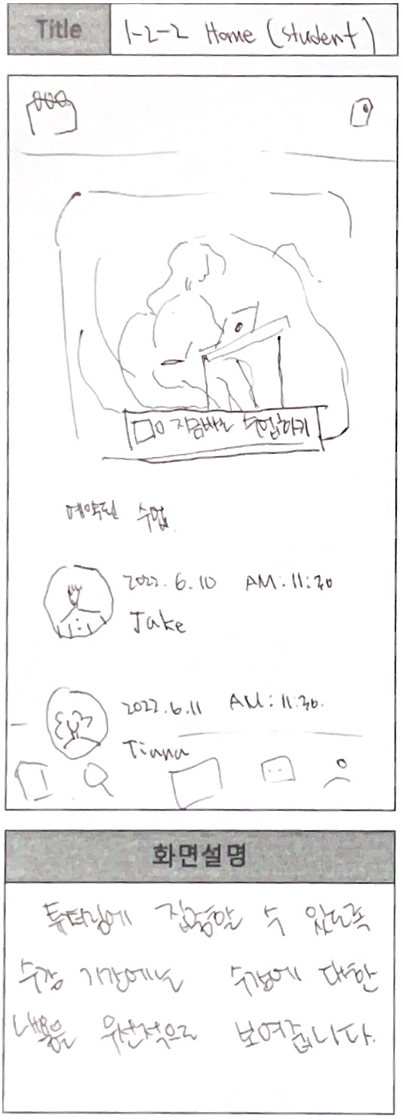 Title
1-2-2 Home (student)
지금바로 수업하기
예약된 수업
2022.6.10 AM:11:30
Jake
2022.6.11 AM:11:30.
Tiana
화면설명
튜터링에 집중할 수 있도록
수강 기간에는 수강에 대한
내용을 우선적으로 보여줍니다.